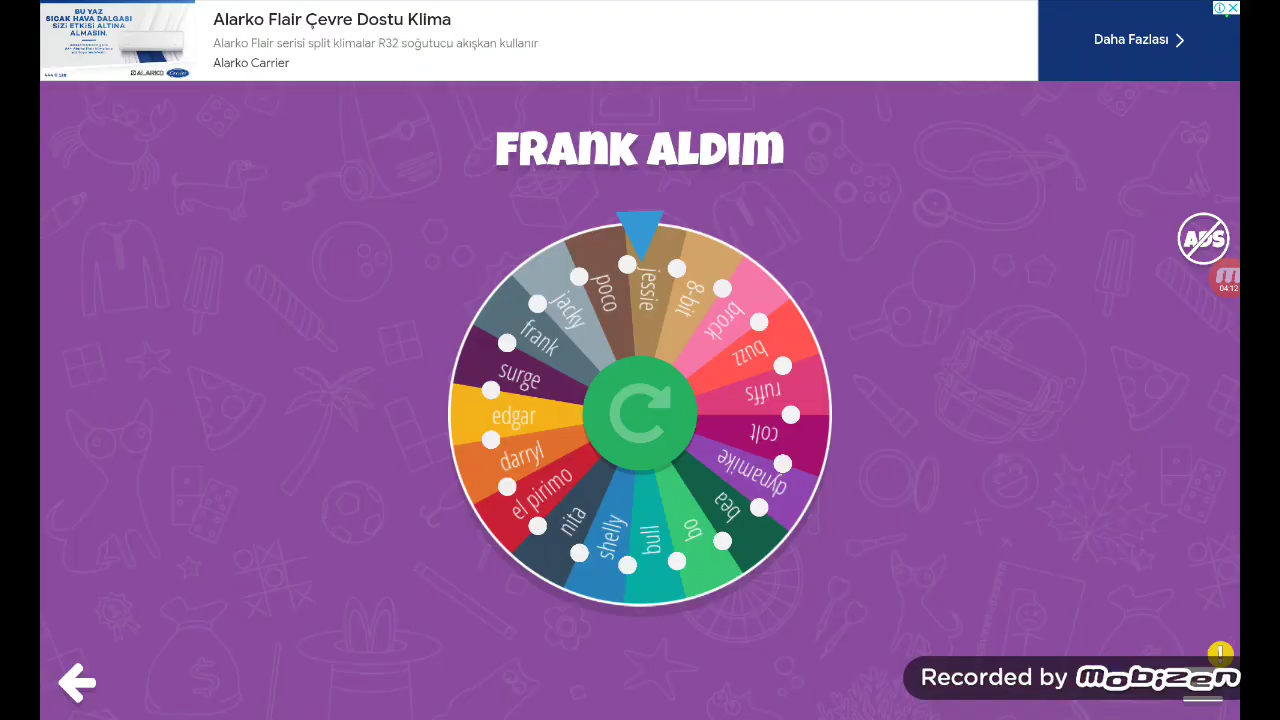 BU YAZ
SICAK HAVA DALGASI
SİZİ ETKİSİ ALTINA
ALMASIN.
ALARKO Carrier
Alarko Flair Çevre Dostu Klima
Alarko Flair serisi split klimalar R32 soğutucu akışkan kullanır
Alarko Carrier
Daha Fazlası
FRANK ALDIM
ADS
04:12
jessie
8-bit
brock
buzz
ruffs
colt
dynamike
bea
bo
bull
shelly
nita
el pirimo
darryl
edgar
surge
frank
jacky
poco
Recorded by mobizen